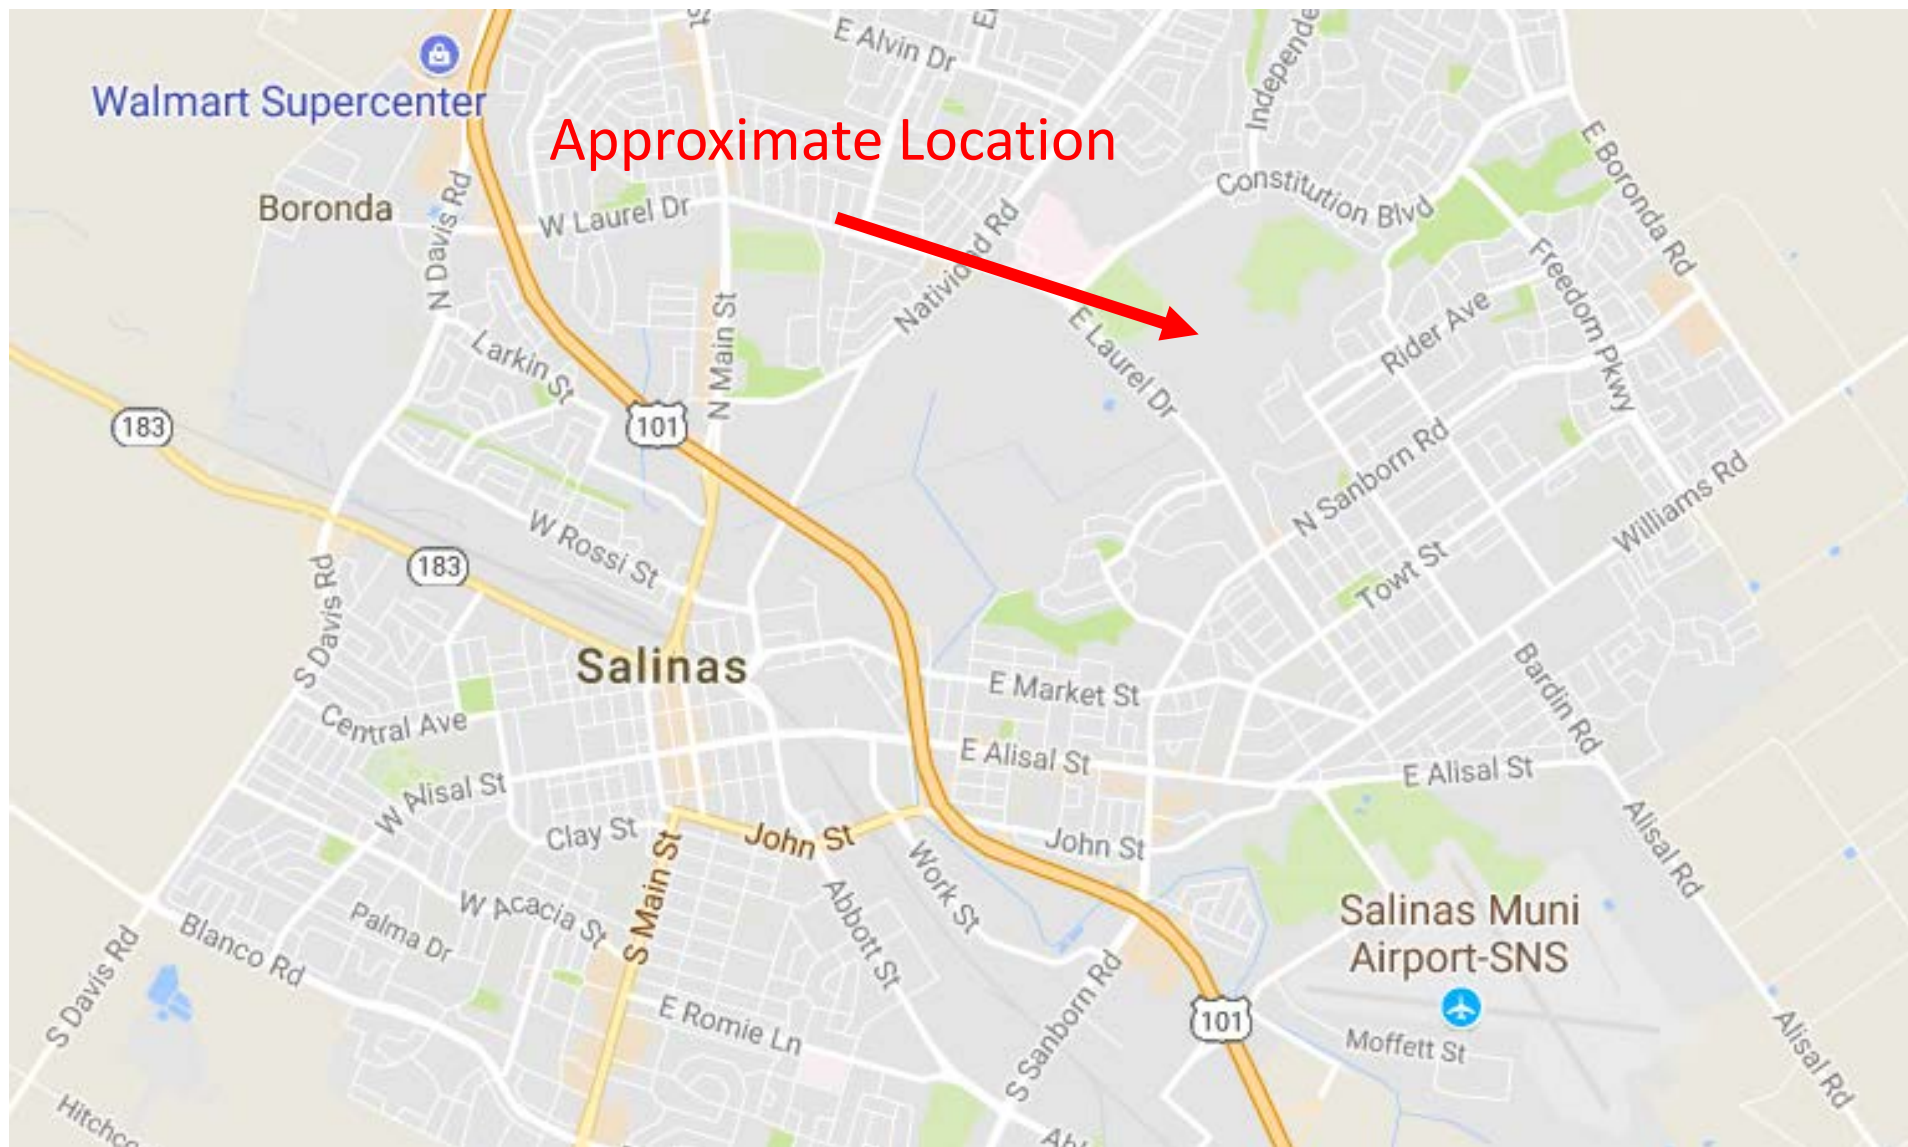 E Alvin Dr
Walmart Supercenter
Approximate Location
Boronda
N Davis Rd
W Laurel Dr
Natividad Rd
Constitution Blvd
E Boronda Rd
Freedom Pkwy
Rider Ave
E Laurel Dr
N Main St
Larkin St
183
101
N Sanborn Rd
Williams Rd
W Rossi St
183
Towt St
S Davis Rd
Salinas
E Market St
Bardin Rd
Central Ave
E Alisal St
E Alisal St
W Alisal St
Clay St
John St
John St
Alisal Rd
S Main St
Work St
W Acacia St
Palma Dr
Abbott St
Salinas Muni
Airport-SNS
Blanco Rd
S Davis Rd
E Romie Ln
S Sanborn Rd
101
Moffett St
Alisal Rd